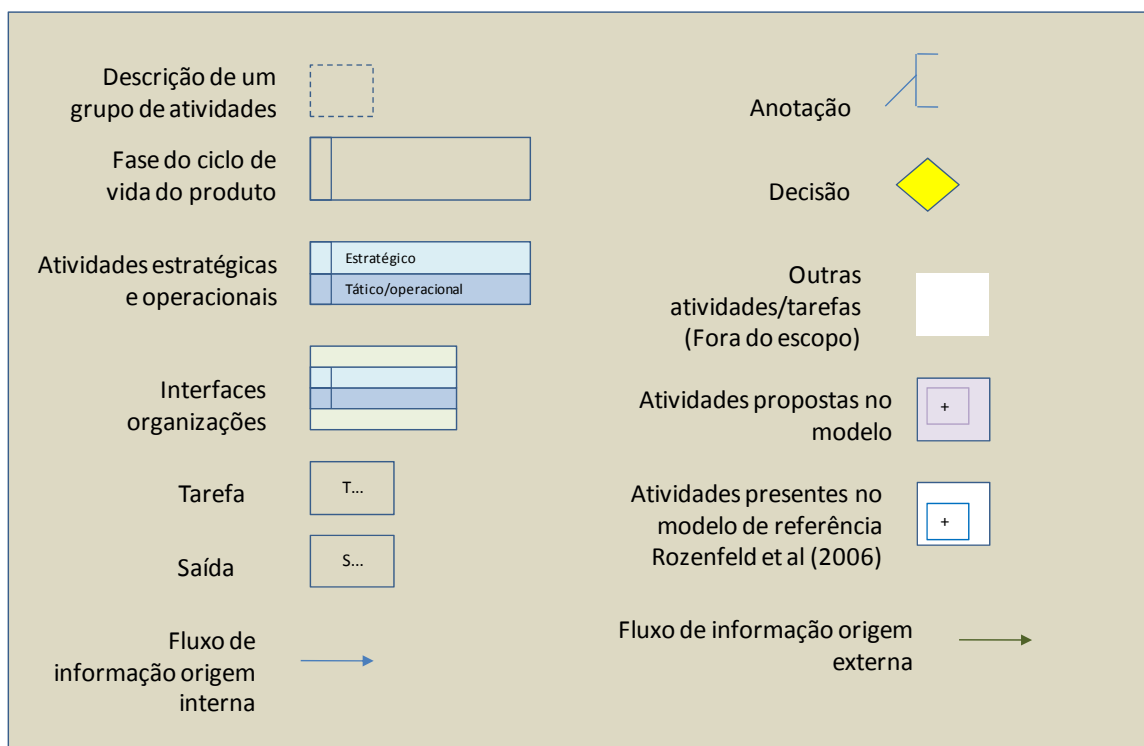 Descrição de um
grupo de atividades
Fase do ciclo de
vida do produto
Atividades estratégicas
e operacionais
Estratégico
Tático/operacional
Interfaces
organizações
Tarefa
T...
Saída
S...
Fluxo de
informação origem
interna
Anotação
Decisão
Outras
atividades/tarefas
(Fora do escopo)
Atividades propostas no
modelo
+
Atividades presentes no
modelo de referência
Rozenfeld et al (2006)
+
Fluxo de informação origem
externa